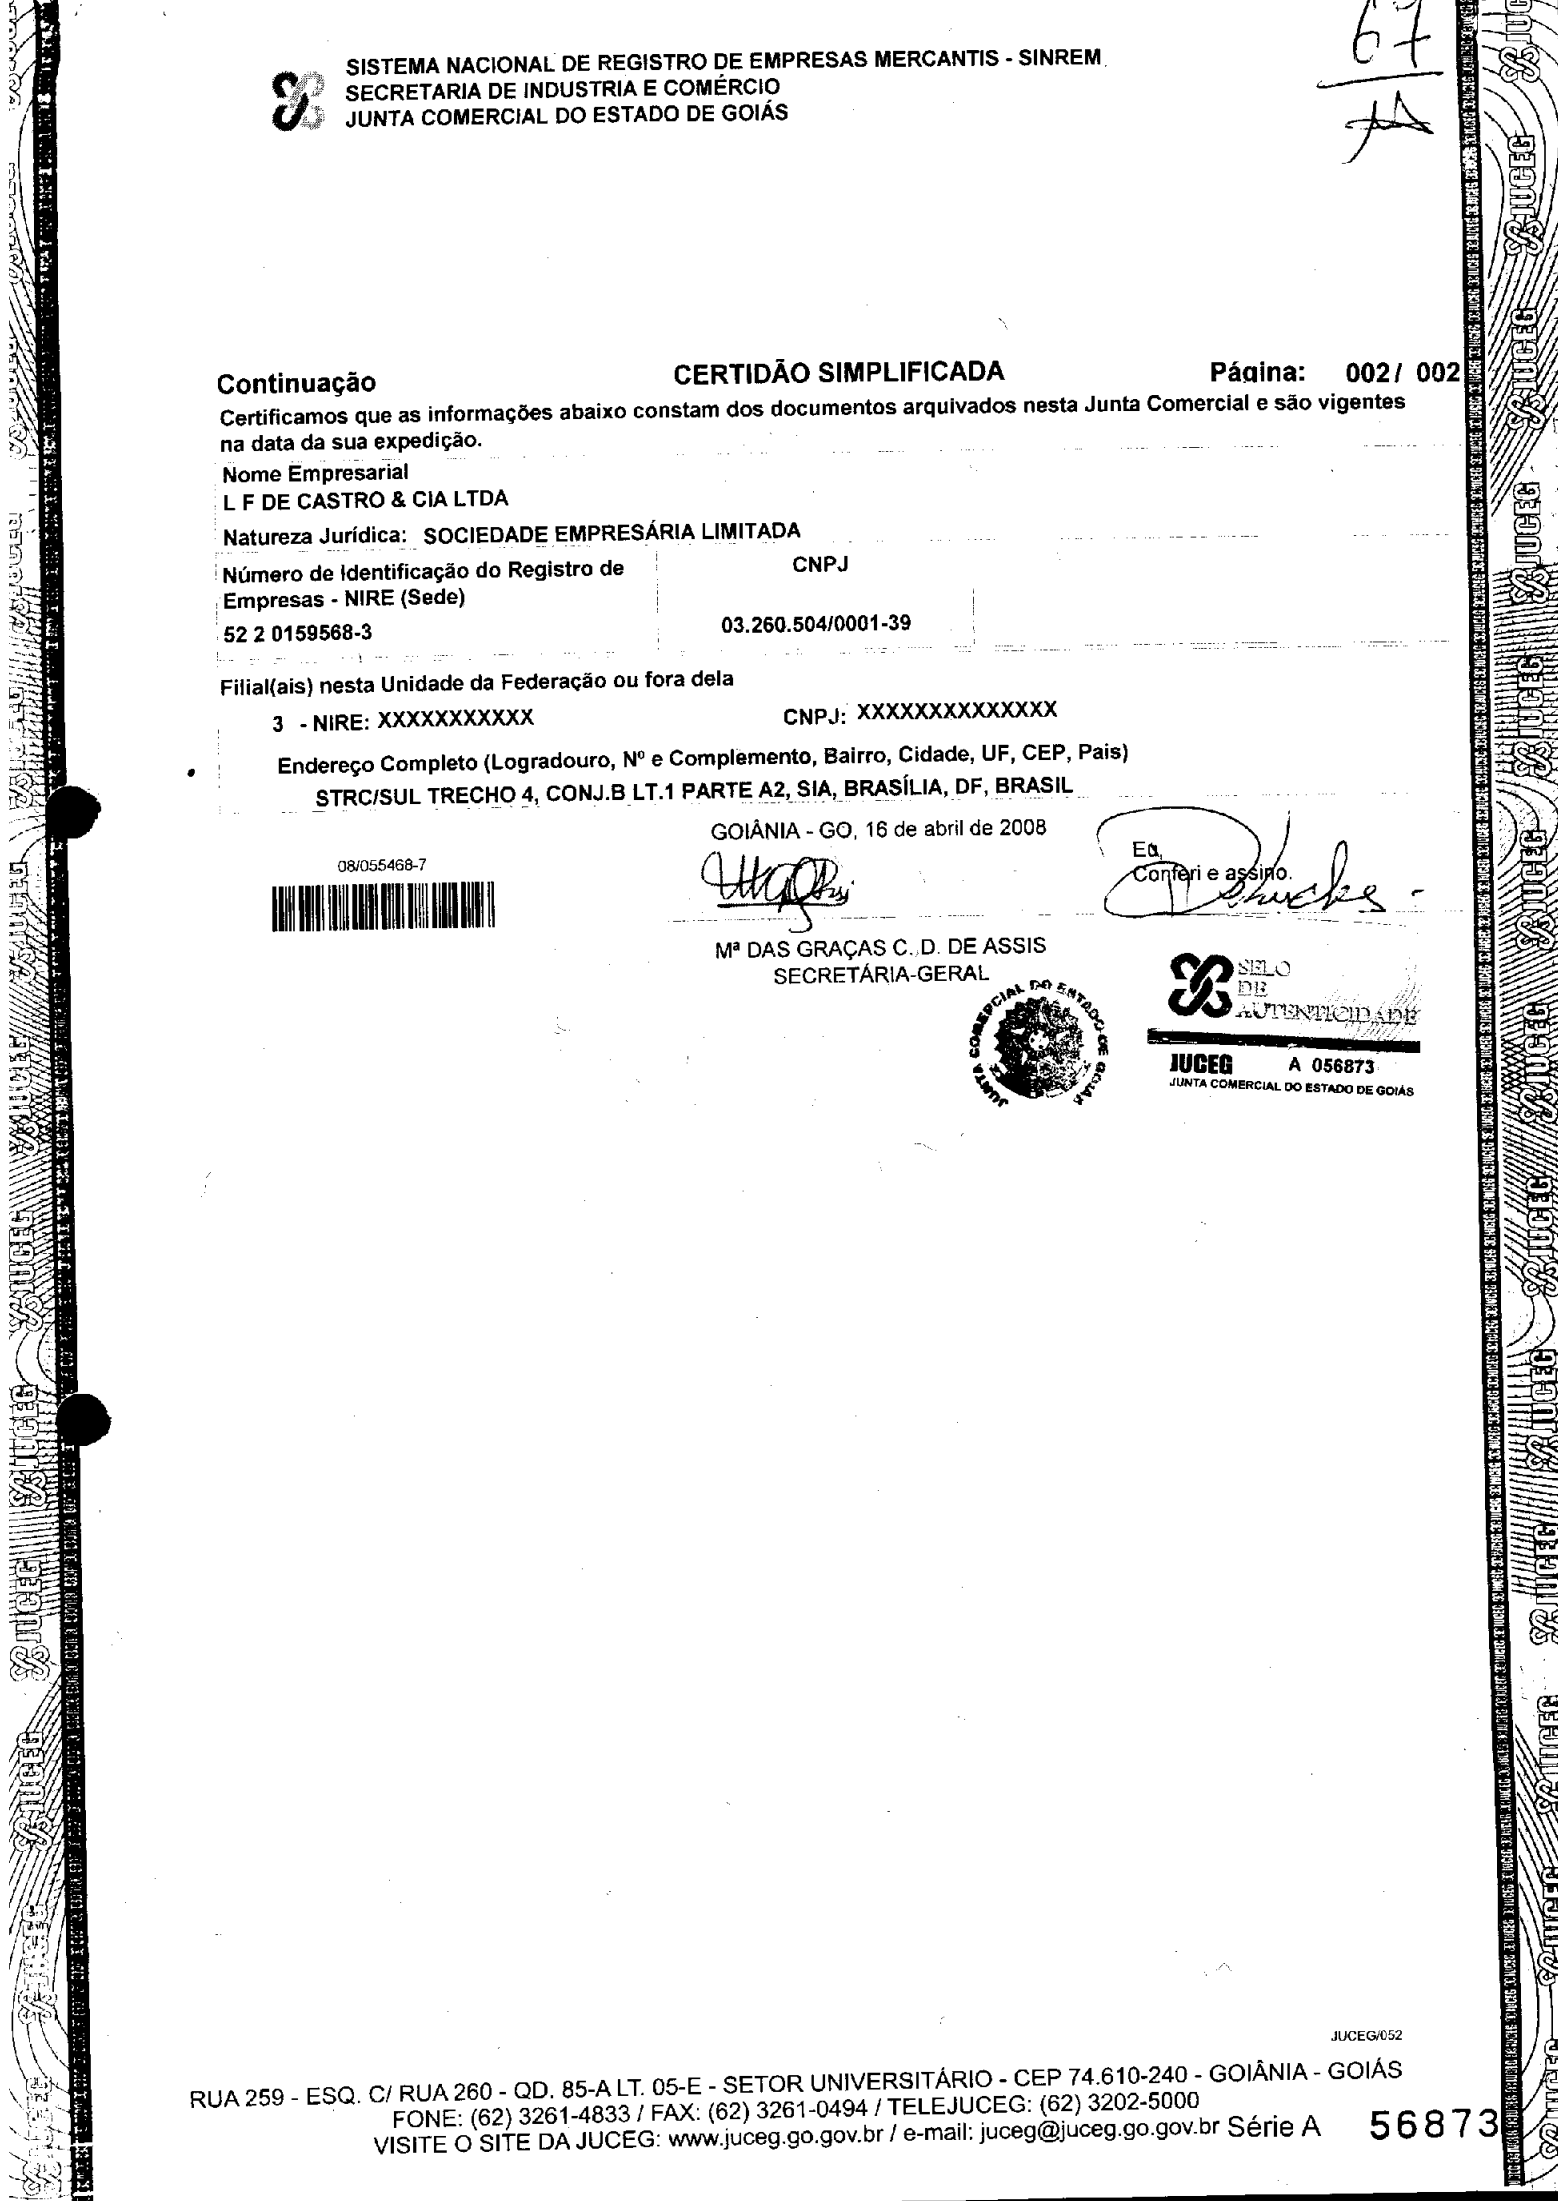 67
SISTEMA NACIONAL DE REGISTRO DE EMPRESAS MERCANTIS - SINREM
SECRETARIA DE INDUSTRIA E COMÉRCIO
JUNTA COMERCIAL DO ESTADO DE GOIÁS
Continuação CERTIDÃO SIMPLIFICADA Página: 002/ 002
Certificamos que as informações abaixo constam dos documentos arquivados nesta Junta Comercial e são vigentes
na data da sua expedição.
Nome Empresarial
L F DE CASTRO & CIA LTDA
Natureza Jurídica: SOCIEDADE EMPRESÁRIA LIMITADA
Número de Identificação do Registro de CNPJ
Empresas - NIRE (Sede)
52 2 0159568-3 03.260.504/0001-39
Filial(ais) nesta Unidade da Federação ou fora dela
3 - NIRE: XXXXXXXXXXX CNPJ: XXXXXXXXXXXXXX
Endereço Completo (Logradouro, Nº e Complemento, Bairro, Cidade, UF, CEP, Pais)
STRC/SUL TRECHO 4, CONJ.B LT.1 PARTE A2, SIA, BRASÍLIA, DF, BRASIL
GOIÂNIA - GO, 16 de abril de 2008
Eu,
Conferi e assino.
08/055468-7
Mª DAS GRAÇAS C. D. DE ASSIS
SECRETÁRIA-GERAL
JUNTA COMERCIAL DO ESTADO DE GOIÁS
SELO
DE
AUTENTICIDADE
JUCEG A 056873
JUNTA COMERCIAL DO ESTADO DE GOIÁS
JUCEG/052
RUA 259 - ESQ. C/ RUA 260 - QD. 85-A LT. 05-E - SETOR UNIVERSITÁRIO - CEP 74.610-240 - GOIÂNIA - GOIÁS
FONE: (62) 3261-4833 / FAX: (62) 3261-0494 / TELEJUCEG: (62) 3202-5000
VISITE O SITE DA JUCEG: www.juceg.go.gov.br / e-mail: juceg@juceg.go.gov.br Série A 56873